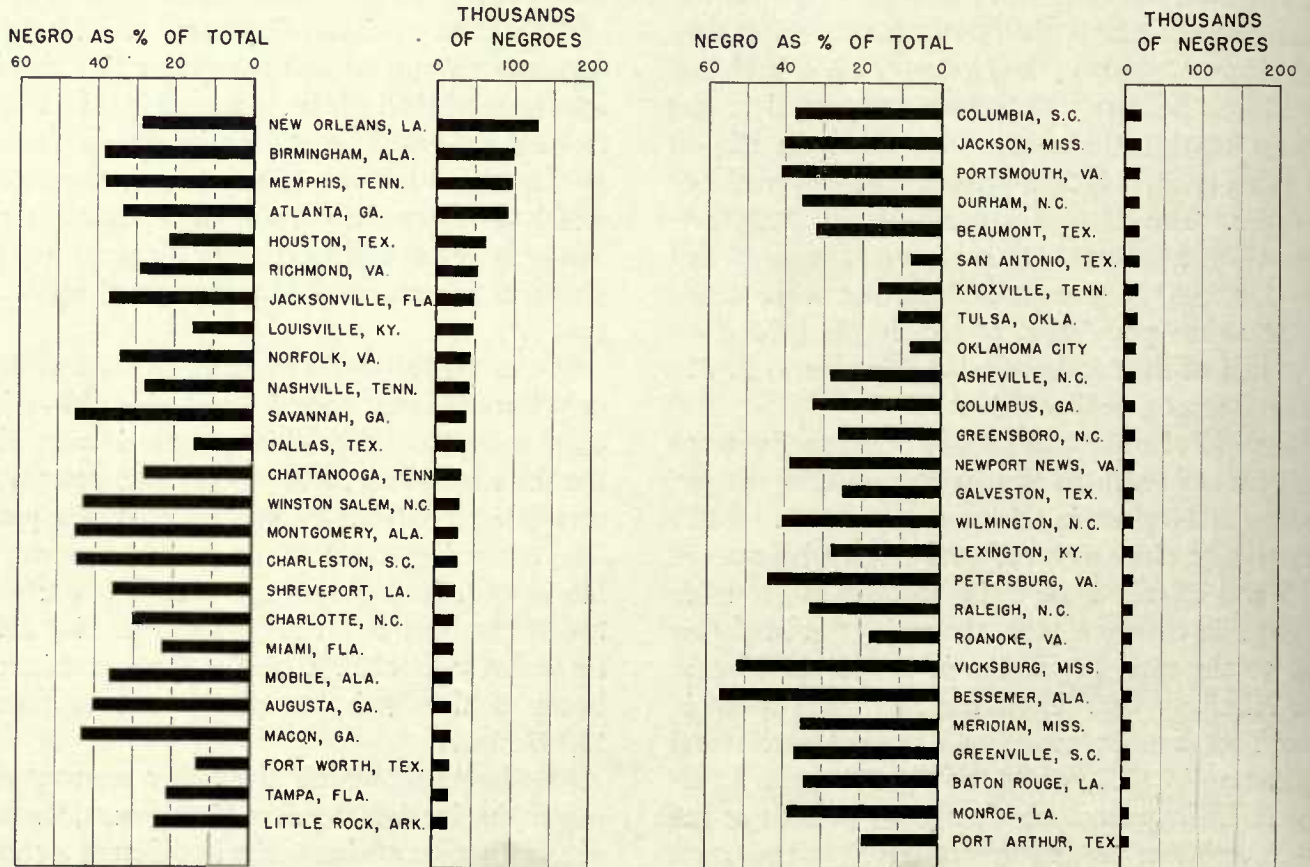 NEGRO AS % OF TOTAL
THOUSANDS
OF NEGROES
60 40 20 0
0 100 200
NEW ORLEANS, LA.
BIRMINGHAM, ALA.
MEMPHIS, TENN.
ATLANTA, GA.
HOUSTON, TEX.
RICHMOND, VA.
JACKSONVILLE, FLA
LOUISVILLE, KY.
NORFOLK, VA.
NASHVILLE, TENN.
SAVANNAH, GA.
DALLAS, TEX.
CHATTANOOGA, TENN
WINSTON SALEM, N.C.
MONTGOMERY, ALA.
CHARLESTON, S.C.
SHREVEPORT, LA.
CHARLOTTE, N.C.
MIAMI, FLA.
MOBILE, ALA.
AUGUSTA, GA.
MACON, GA.
FORT WORTH, TEX.
TAMPA, FLA.
LITTLE ROCK, ARK.
NEGRO AS % OF TOTAL
THOUSANDS
OF NEGROES
60 40 20 0
0 100 200
COLUMBIA, S.C.
JACKSON, MISS.
PORTSMOUTH, VA.
DURHAM, N.C.
BEAUMONT, TEX.
SAN ANTONIO, TEX.
KNOXVILLE, TENN.
TULSA, OKLA.
OKLAHOMA CITY
ASHEVILLE, N.C.
COLUMBUS, GA.
GREENSBORO, N.C.
NEWPORT NEWS, VA.
GALVESTON, TEX.
WILMINGTON, N.C.
LEXINGTON, KY.
PETERSBURG, VA.
RALEIGH, N.C.
ROANOKE, VA.
VICKSBURG, MISS.
BESSEMER, ALA.
MERIDIAN, MISS.
GREENVILLE, S.C.
BATON ROUGE, LA.
MONROE, LA.
PORT ARTHUR, TEX